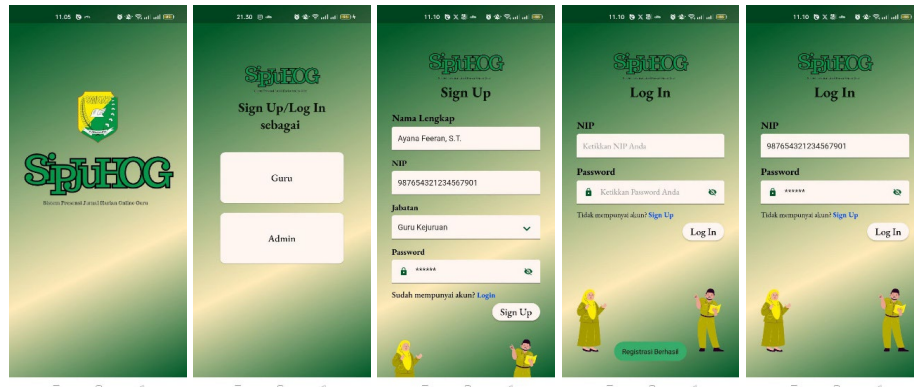 11.05
SIPJUHOG
Sistem Presensi Jurnal Harian Online Guru
21.30
SIPJUHOG
Sign Up/Log In
sebagai
Guru
Admin
11.10
SIPJUHOG
Sign Up
Nama Lengkap
Ayana Feeran, S.T.
NIP
987654321234567901
Jabatan
Guru Kejuruan
Password
******
Sudah mempunyai akun? Login
Sign Up
11.10
SIPJUHOG
Log In
NIP
Ketikkan NIP Anda
Password
Ketikkan Password Anda
Tidak mempunyai akun? Sign Up
Log In
Registrasi Berhasil
11.10
SIPJUHOG
Log In
NIP
987654321234567901
Password
******
Tidak mempunyai akun? Sign Up
Log In